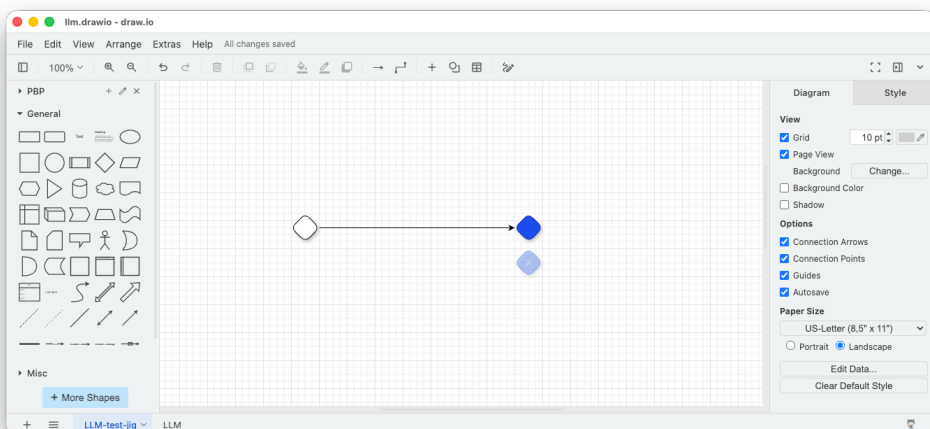 llm.drawio - draw.io
File Edit View Arrange Extras Help All changes saved
100%
PBP
General
Text
Heading
Misc
+ More Shapes
LLM-test-jig LLM
Diagram Style
View
Grid 10 pt
Page View
Background Change...
Background Color
Shadow
Options
Connection Arrows
Connection Points
Guides
Autosave
Paper Size
US-Letter (8,5" x 11")
Portrait Landscape
Edit Data...
Clear Default Style